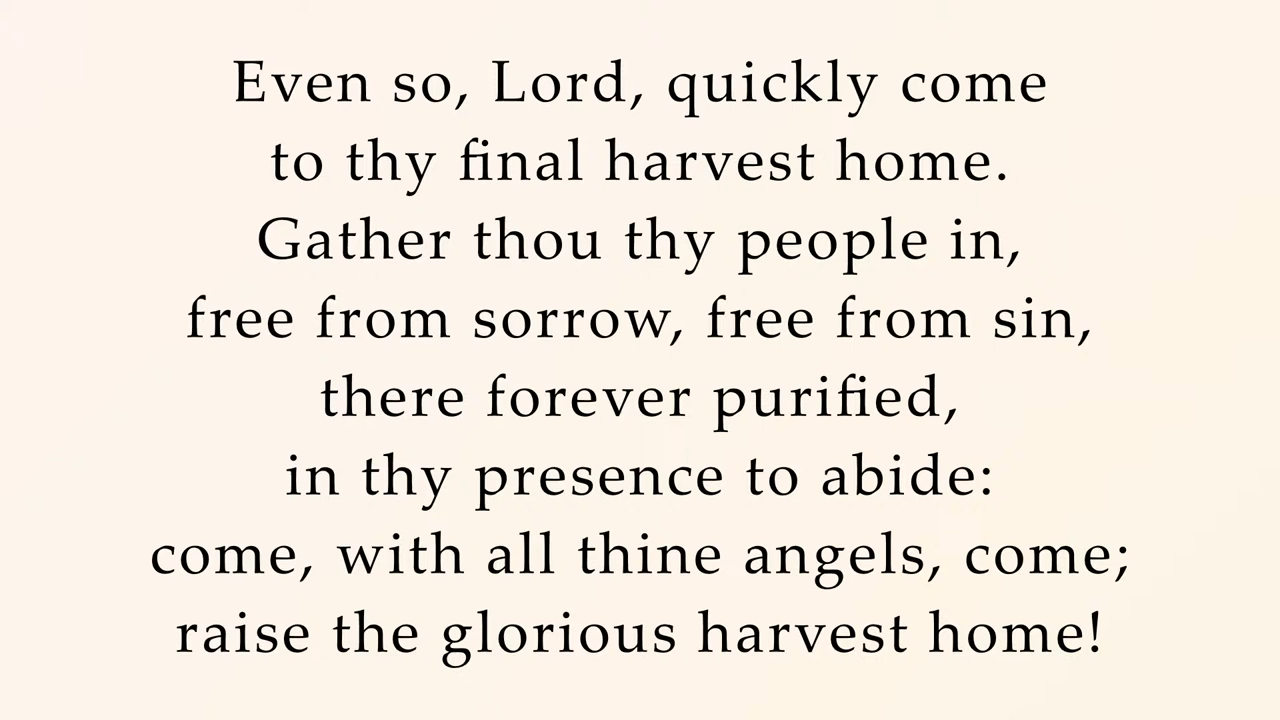 Even so, Lord, quickly come
to thy final harvest home.
Gather thou thy people in,
free from sorrow, free from sin,
there forever purified,
in thy presence to abide:
come, with all thine angels, come;
raise the glorious harvest home!